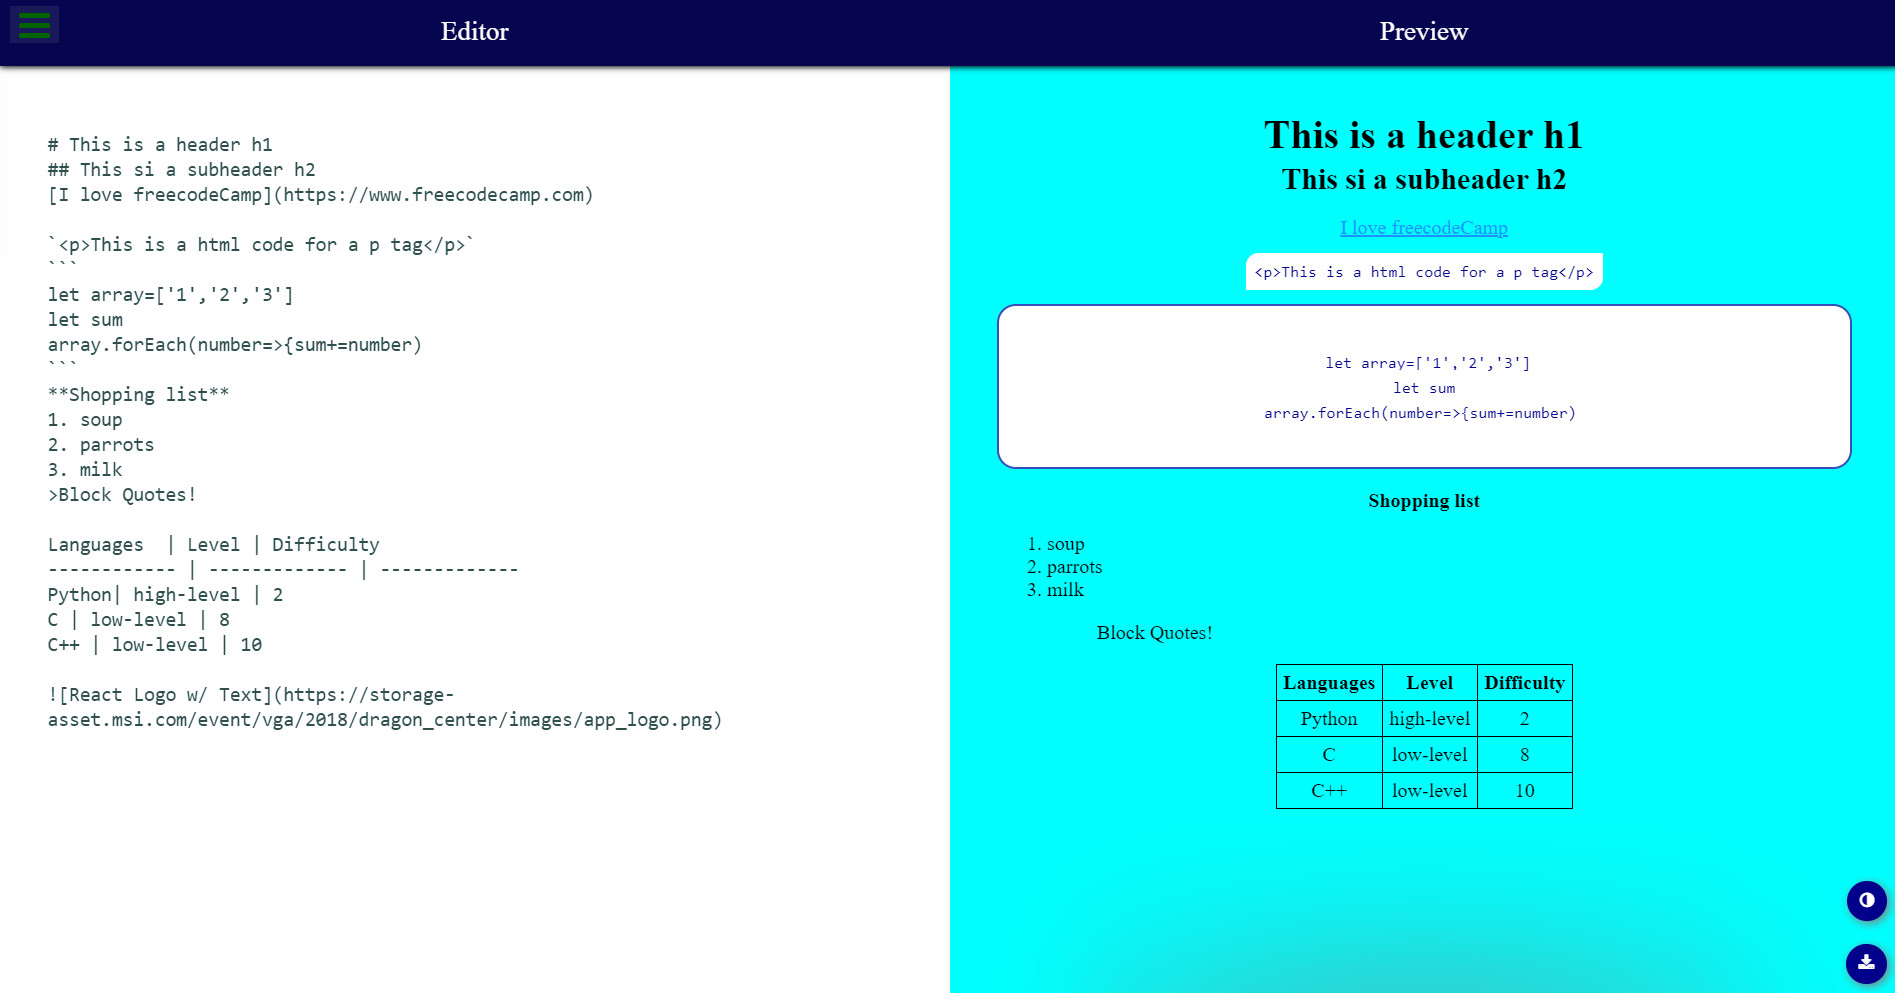 Editor
Preview
# This is a header h1
## This si a subheader h2
[I love freecodeCamp](https://www.freecodecamp.com)
`<p>This is a html code for a p tag</p>`
```
let array=['1','2','3']
let sum
array.forEach(number=>{sum+=number)
```
**Shopping list**
1. soup
2. parrots
3. milk
>Block Quotes!
Languages  | Level | Difficulty
------------ | ------------- | -------------
Python| high-level | 2
C | low-level | 8
C++ | low-level | 10
![React Logo w/ Text](https://storage-
asset.msi.com/event/vga/2018/dragon_center/images/app_logo.png)
This is a header h1
This si a subheader h2
I love freecodeCamp
<p>This is a html code for a p tag</p>
let array=['1','2','3']
let sum
array.forEach(number=>{sum+=number)
Shopping list
1. soup
2. parrots
3. milk
Block Quotes!
Languages Level Difficulty
Python high-level 2
C low-level 8
C++ low-level 10